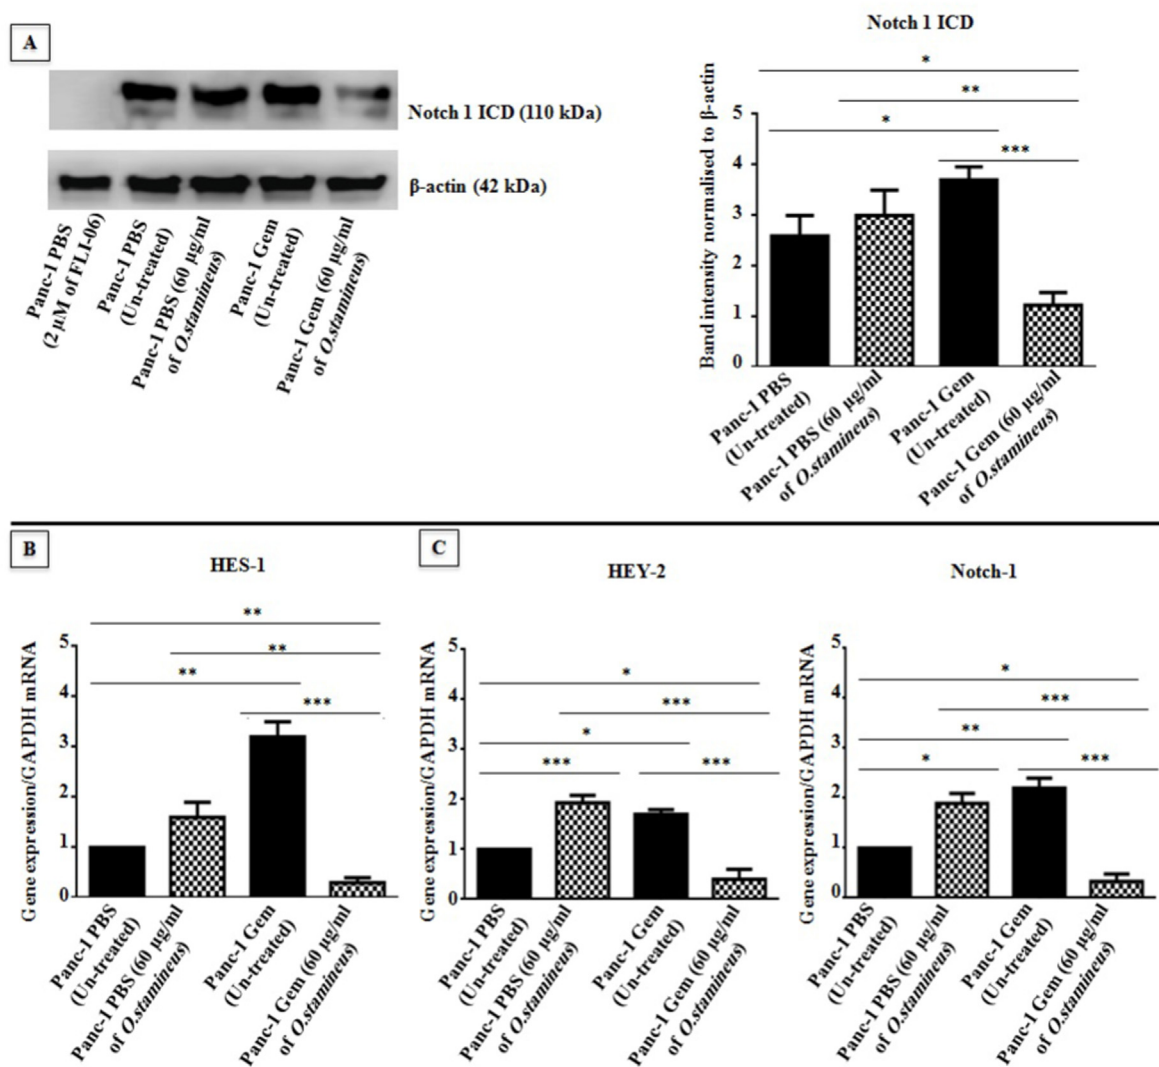 A
Notch 1 ICD (110 kDa)
β-actin (42 kDa)
Panc-1 PBS
(2 µM of FLI-06)
Panc-1 PBS
(Un-treated)
Panc-1 PBS (60 µg/ml
of O.stamineus)
Panc-1 Gem
(Un-treated)
Panc-1 Gem (60 µg/ml
of O.stamineus)
Notch 1 ICD
Band intensity normalised to β-actin
5
4
3
2
1
0
*
**
*
***
Panc-1 PBS
(Un-treated)
Panc-1 PBS (60 µg/ml
of O.stamineus)
Panc-1 Gem
(Un-treated)
Panc-1 Gem (60 µg/ml
of O.stamineus)
B
HES-1
Gene expression/GAPDH mRNA
5
4
3
2
1
0
**
**
**
***
Panc-1 PBS
(Un-treated)
Panc-1 PBS (60 µg/ml
of O.stamineus)
Panc-1 Gem
(Un-treated)
Panc-1 Gem (60 µg/ml
of O.stamineus)
C
HEY-2
Gene expression/GAPDH mRNA
5
4
3
2
1
0
*
***
*
***
***
Panc-1 PBS
(Un-treated)
Panc-1 PBS (60 µg/ml
of O.stamineus)
Panc-1 Gem
(Un-treated)
Panc-1 Gem (60 µg/ml
of O.stamineus)
Notch-1
Gene expression/GAPDH mRNA
5
4
3
2
1
0
*
***
**
*
***
Panc-1 PBS
(Un-treated)
Panc-1 PBS (60 µg/ml
of O.stamineus)
Panc-1 Gem
(Un-treated)
Panc-1 Gem (60 µg/ml
of O.stamineus)